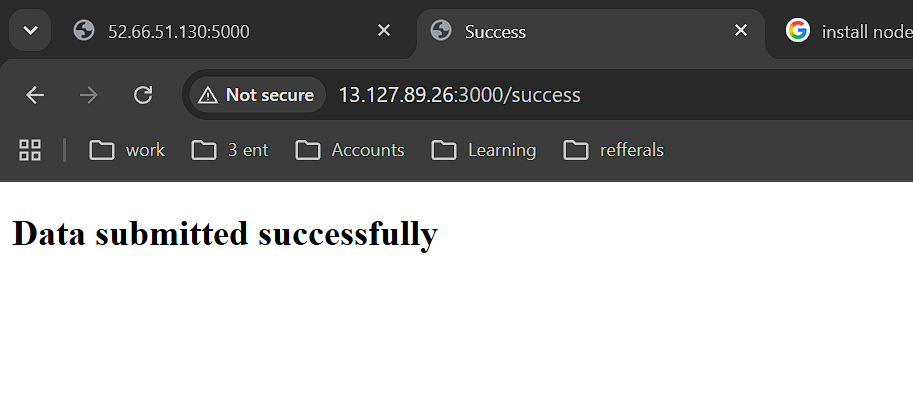 52.66.51.130:5000 Success install node
Not secure 13.127.89.26:3000/success
work 3 ent Accounts Learning refferals
Data submitted successfully